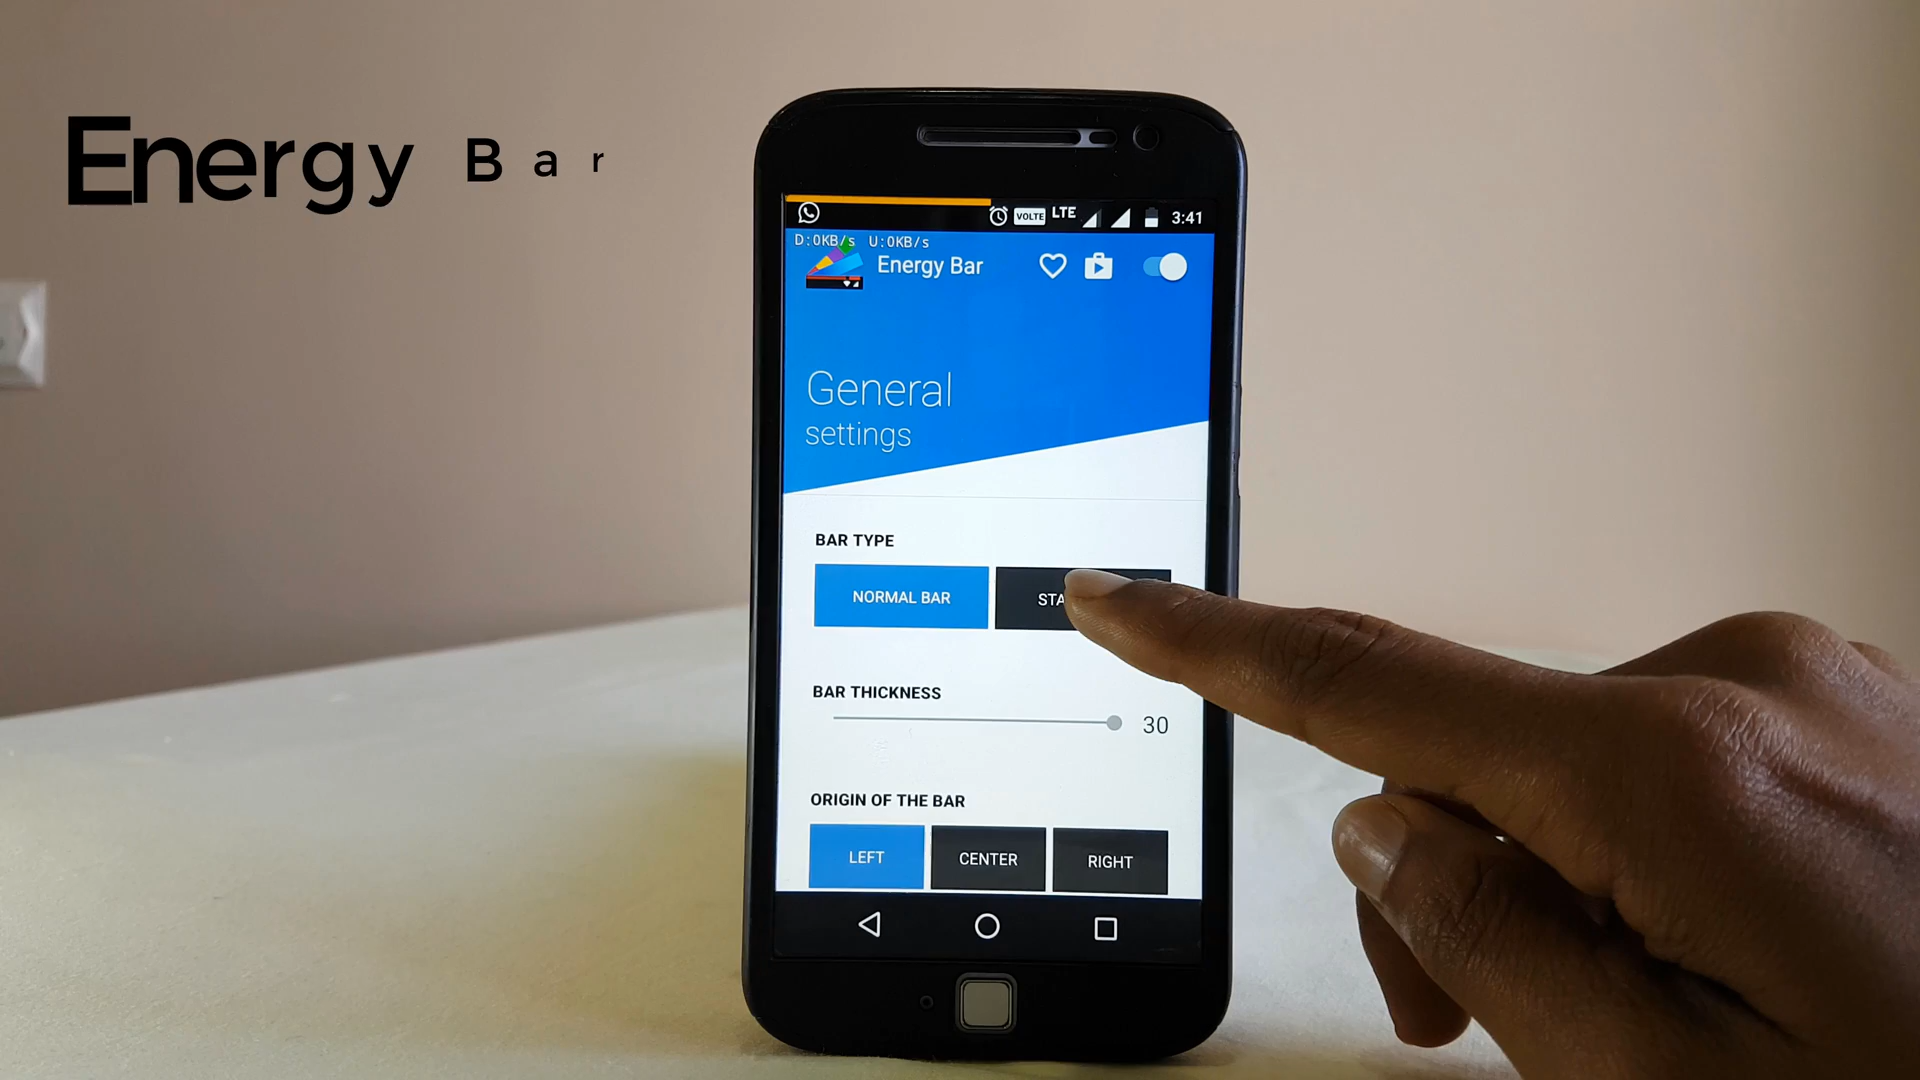 Energy Bar
VOLTE LTE 3:41
D:0KB/s U:0KB/s
Energy Bar
General
settings
BAR TYPE
NORMAL BAR
BAR THICKNESS
30
ORIGIN OF THE BAR
LEFT CENTER RIGHT